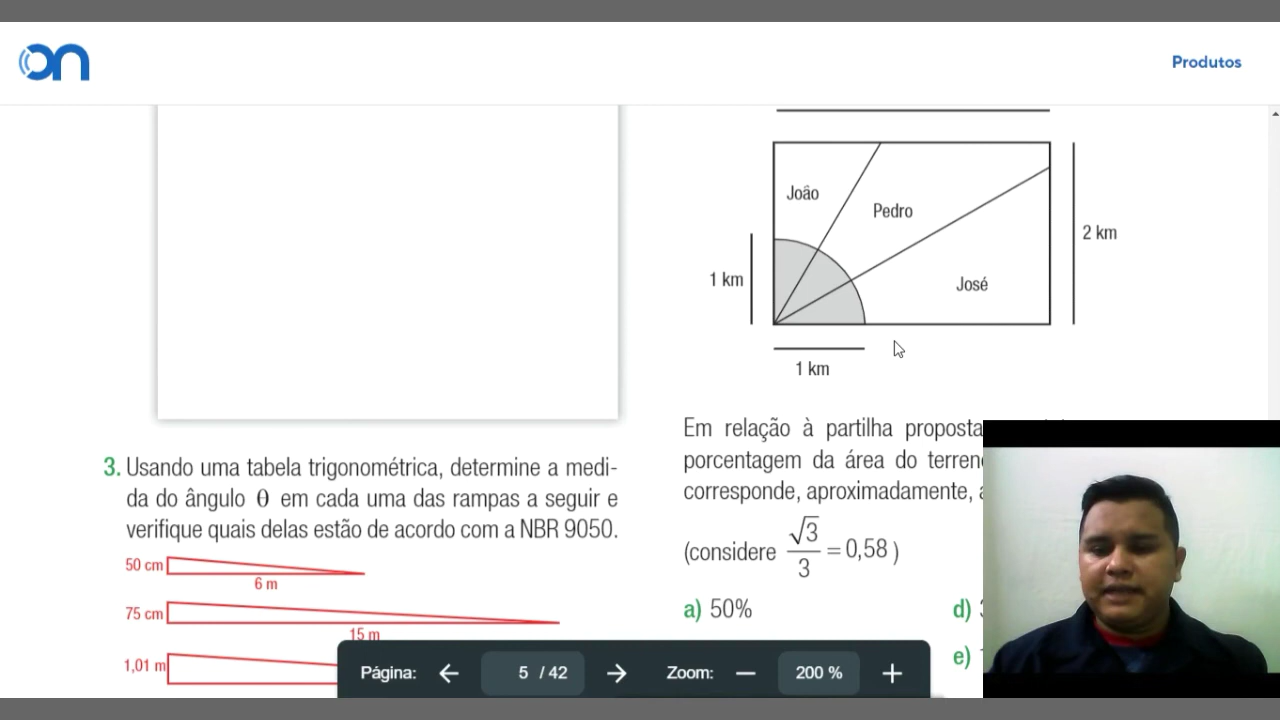 on
Produtos
João
Pedro
José
2 km
1 km
1 km
3. Usando uma tabela trigonométrica, determine a medi-
da do ângulo θ em cada uma das rampas a seguir e
verifique quais delas estão de acordo com a NBR 9050.
50 cm
6 m
75 cm
15 m
1,01 m
Em relação à partilha proposta
porcentagem da área do
corresponde, aproximadamente,
(considere √3/3 = 0,58)
a) 50%
d)
e)
Página: 5 / 42 Zoom: 200 %